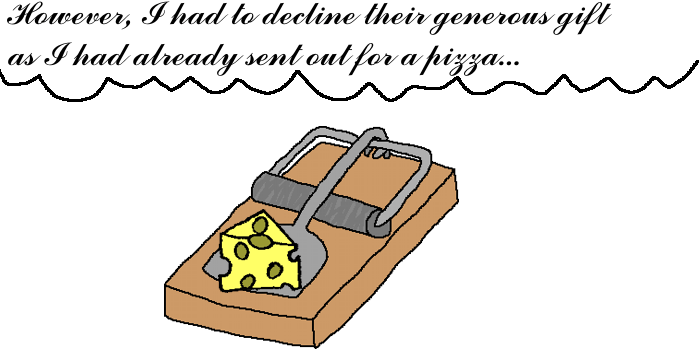 However, I had to decline their generous gift
as I had already sent out for a pizza...